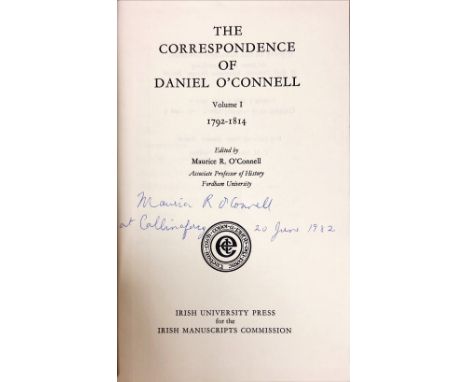 THE
CORRESPONDENCE
OF
DANIEL O'CONNELL
Volume I
1792-1814
Edited by
Maurice R. O'Connell
Associate Professor of History
Fordham University
Maurice R O'Connell
at 20 June 1982
IRISH UNIVERSITY PRESS
for the
IRISH MANUSCRIPTS COMMISSION